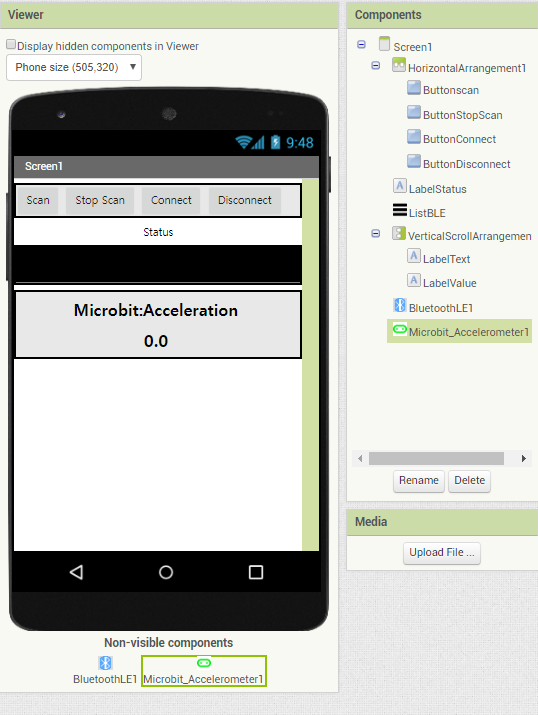 Viewer
Display hidden components in Viewer
Phone size (505,320)
9:48
Screen1
Scan
Stop Scan
Connect
Disconnect
Status
Microbit:Acceleration
0.0
Non-visible components
BluetoothLE1
Microbit_Accelerometer1
Components
Screen1
HorizontalArrangement1
Buttonscan
ButtonStopScan
ButtonConnect
ButtonDisconnect
LabelStatus
ListBLE
VerticalScrollArrangemen
LabelText
LabelValue
BluetoothLE1
Microbit_Accelerometer1
Rename
Delete
Media
Upload File ...